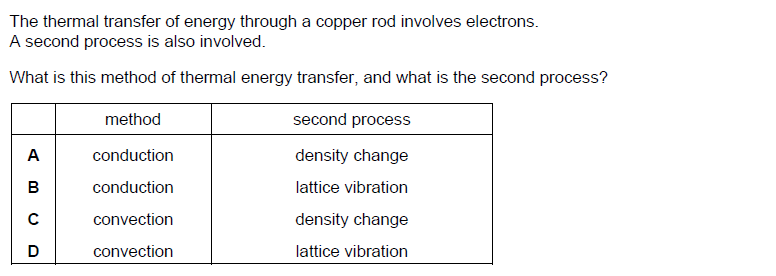 The thermal transfer of energy through a copper rod involves electrons.
A second process is also involved.
What is this method of thermal energy transfer, and what is the second process?
method second process
A conduction density change
B conduction lattice vibration
C convection density change
D convection lattice vibration